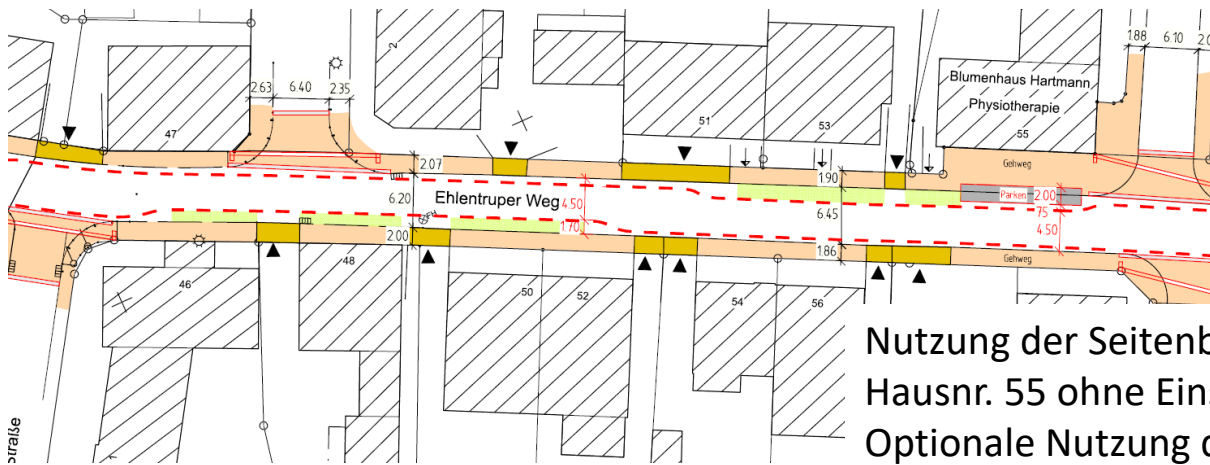 1.88 6.10
Blumenhaus Hartmann
Physiotherapie
2.63 6.40 2.35
2
47
51
53
55
Gehweg
2.07
1.90
Parken 2.00
Ehlentruper Weg 4.50
6.20
6.45
75
4.50
1.70
2.00
1.86
Gehweg
46
48
50
52
54
56
Nutzung der Seitenb
Hausnr. 55 ohne Ein
Optionale Nutzung
traße